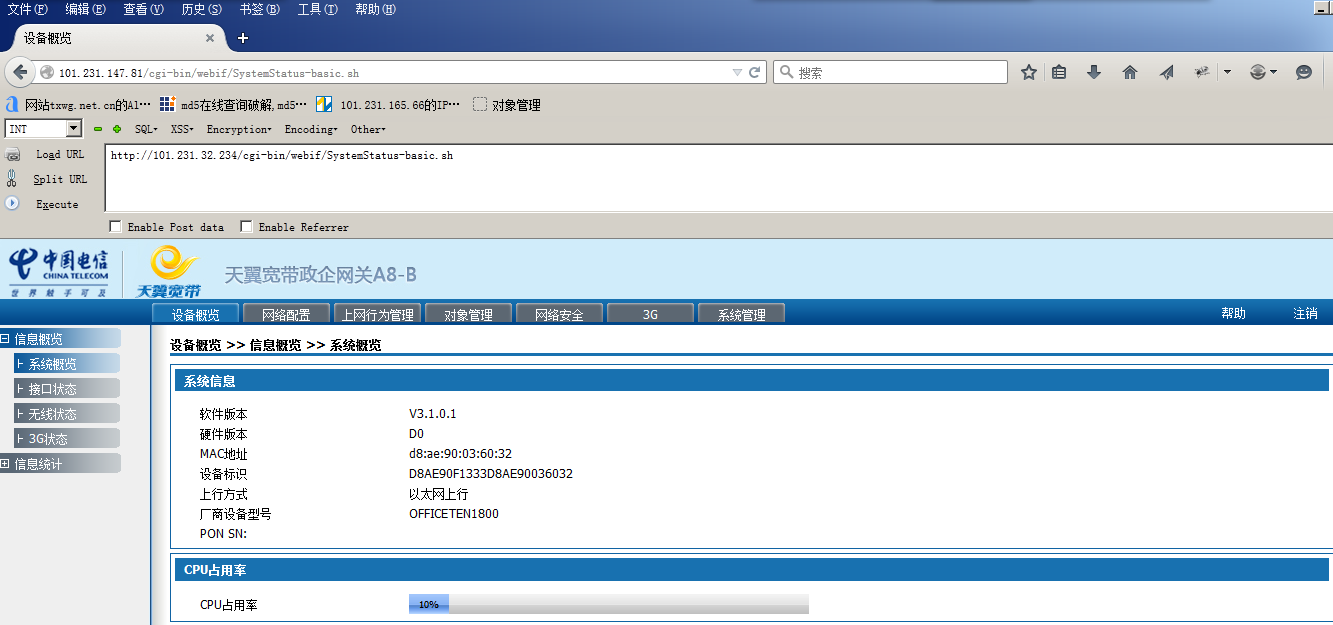 文件(F) 编辑(E) 查看(V) 历史(S) 书签(B) 工具(T) 帮助(H)
设备概览
101.231.147.81/cgi-bin/webif/SystemStatus-basic.sh
搜索
网站txwg.net.cn的Al… md5在线查询破解,md5… 101.231.165.66的IP… 对象管理
INT SQL XSS Encryption Encoding Other
Load URL http://101.231.32.234/cgi-bin/webif/SystemStatus-basic.sh
Split URL
Execute
Enable Post data Enable Referrer
中国电信
CHINA TELECOM
世界触手可及
天翼宽带
天翼宽带政企网关A8-B
设备概览 网络配置 上网行为管理 对象管理 网络安全 3G 系统管理 帮助 注销
信息概览
系统概览
接口状态
无线状态
3G状态
信息统计
设备概览 >> 信息概览 >> 系统概览
系统信息
软件版本 V3.1.0.1
硬件版本 D0
MAC地址 d8:ae:90:03:60:32
设备标识 D8AE90F1333D8AE90036032
上行方式 以太网上行
厂商设备型号 OFFICETEN1800
PON SN:
CPU占用率
CPU占用率 10%